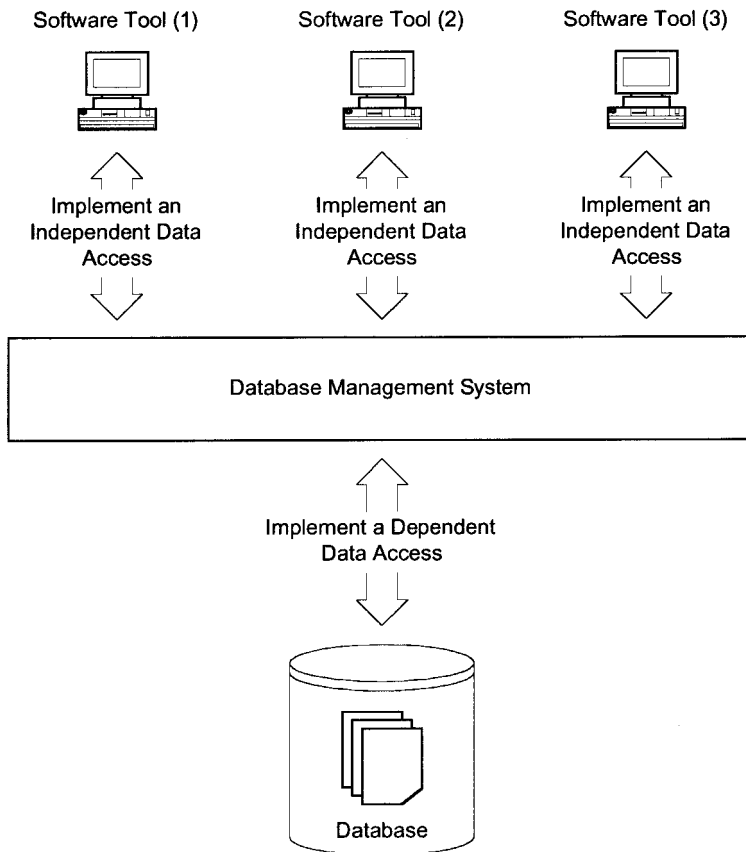 Software Tool (1)
Software Tool (2)
Software Tool (3)
Implement an
Independent Data
Access
Implement an
Independent Data
Access
Implement an
Independent Data
Access
Database Management System
Implement a Dependent
Data Access
Database